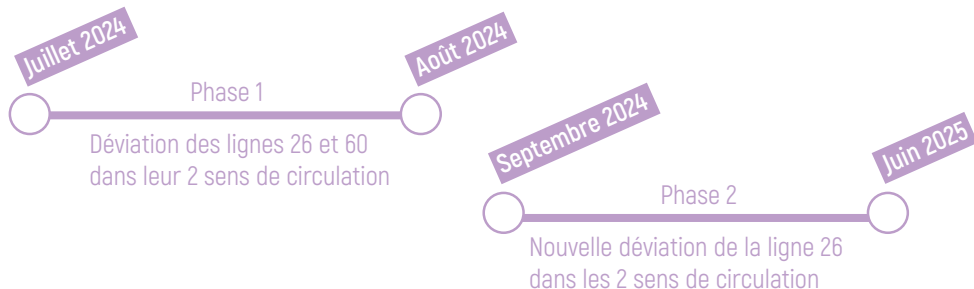 Juillet 2024
Août 2024
Phase 1
Déviation des lignes 26 et 60
dans leur 2 sens de circulation
Septembre 2024
Juin 2025
Phase 2
Nouvelle déviation de la ligne 26
dans les 2 sens de circulation